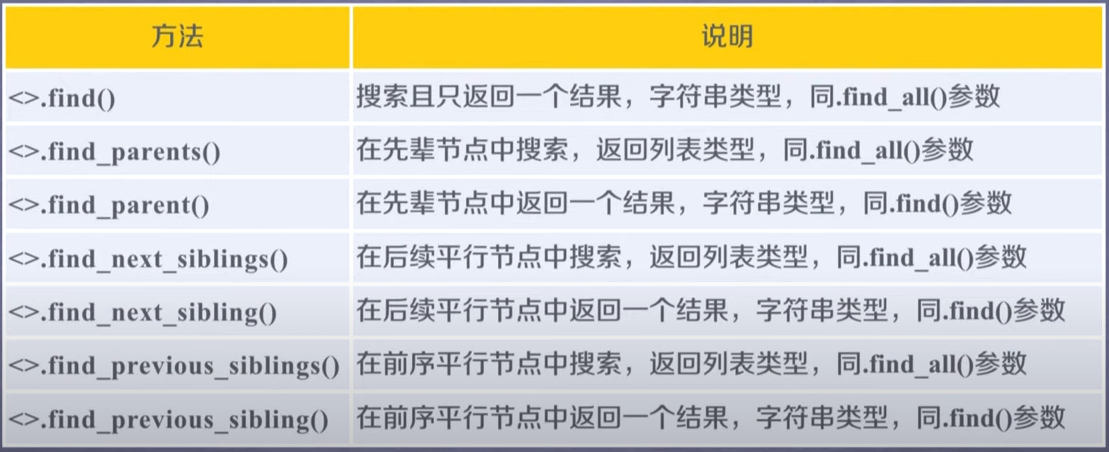 方法 说明
<>.find() 搜索且只返回一个结果，字符串类型，同.find_all()参数
<>.find_parents() 在先辈节点中搜索，返回列表类型，同.find_all()参数
<>.find_parent() 在先辈节点中返回一个结果，字符串类型，同.find()参数
<>.find_next_siblings() 在后续平行节点中搜索，返回列表类型，同.find_all()参数
<>.find_next_sibling() 在后续平行节点中返回一个结果，字符串类型，同.find()参数
<>.find_previous_siblings() 在前序平行节点中搜索，返回列表类型，同.find_all()参数
<>.find_previous_sibling() 在前序平行节点中返回一个结果，字符串类型，同.find()参数